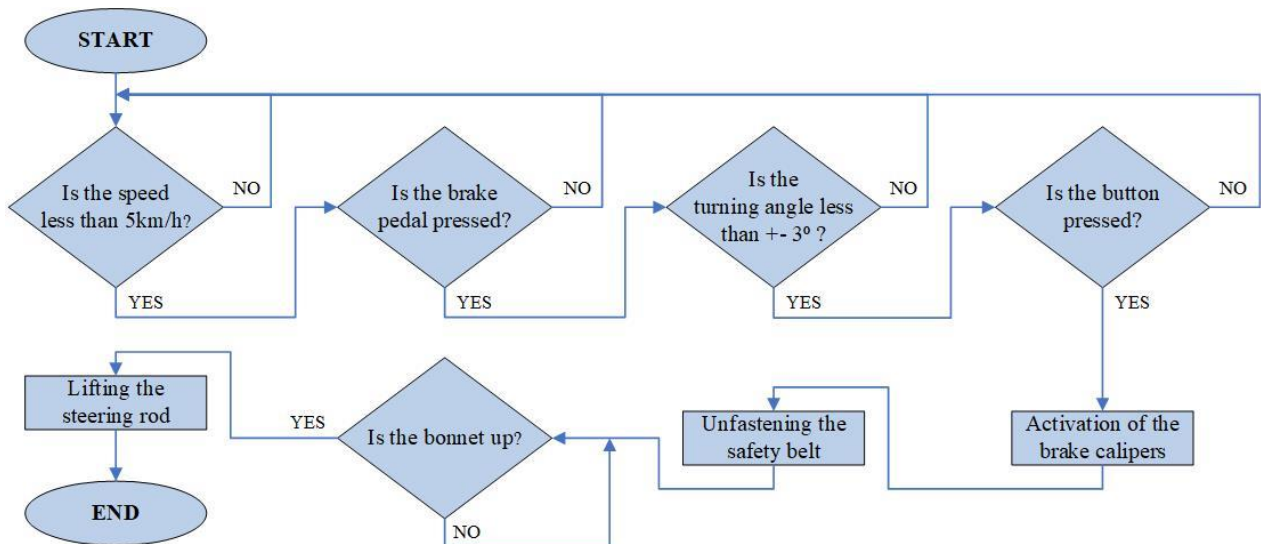 START
Is the speed
less than 5km/h?
NO
YES
Is the brake
pedal pressed?
NO
YES
Is the
turning angle less
than +- 3º ?
NO
YES
Is the button
pressed?
NO
YES
Activation of the
brake calipers
Unfastening the
safety belt
Is the bonnet up?
YES
NO
Lifting the
steering rod
END